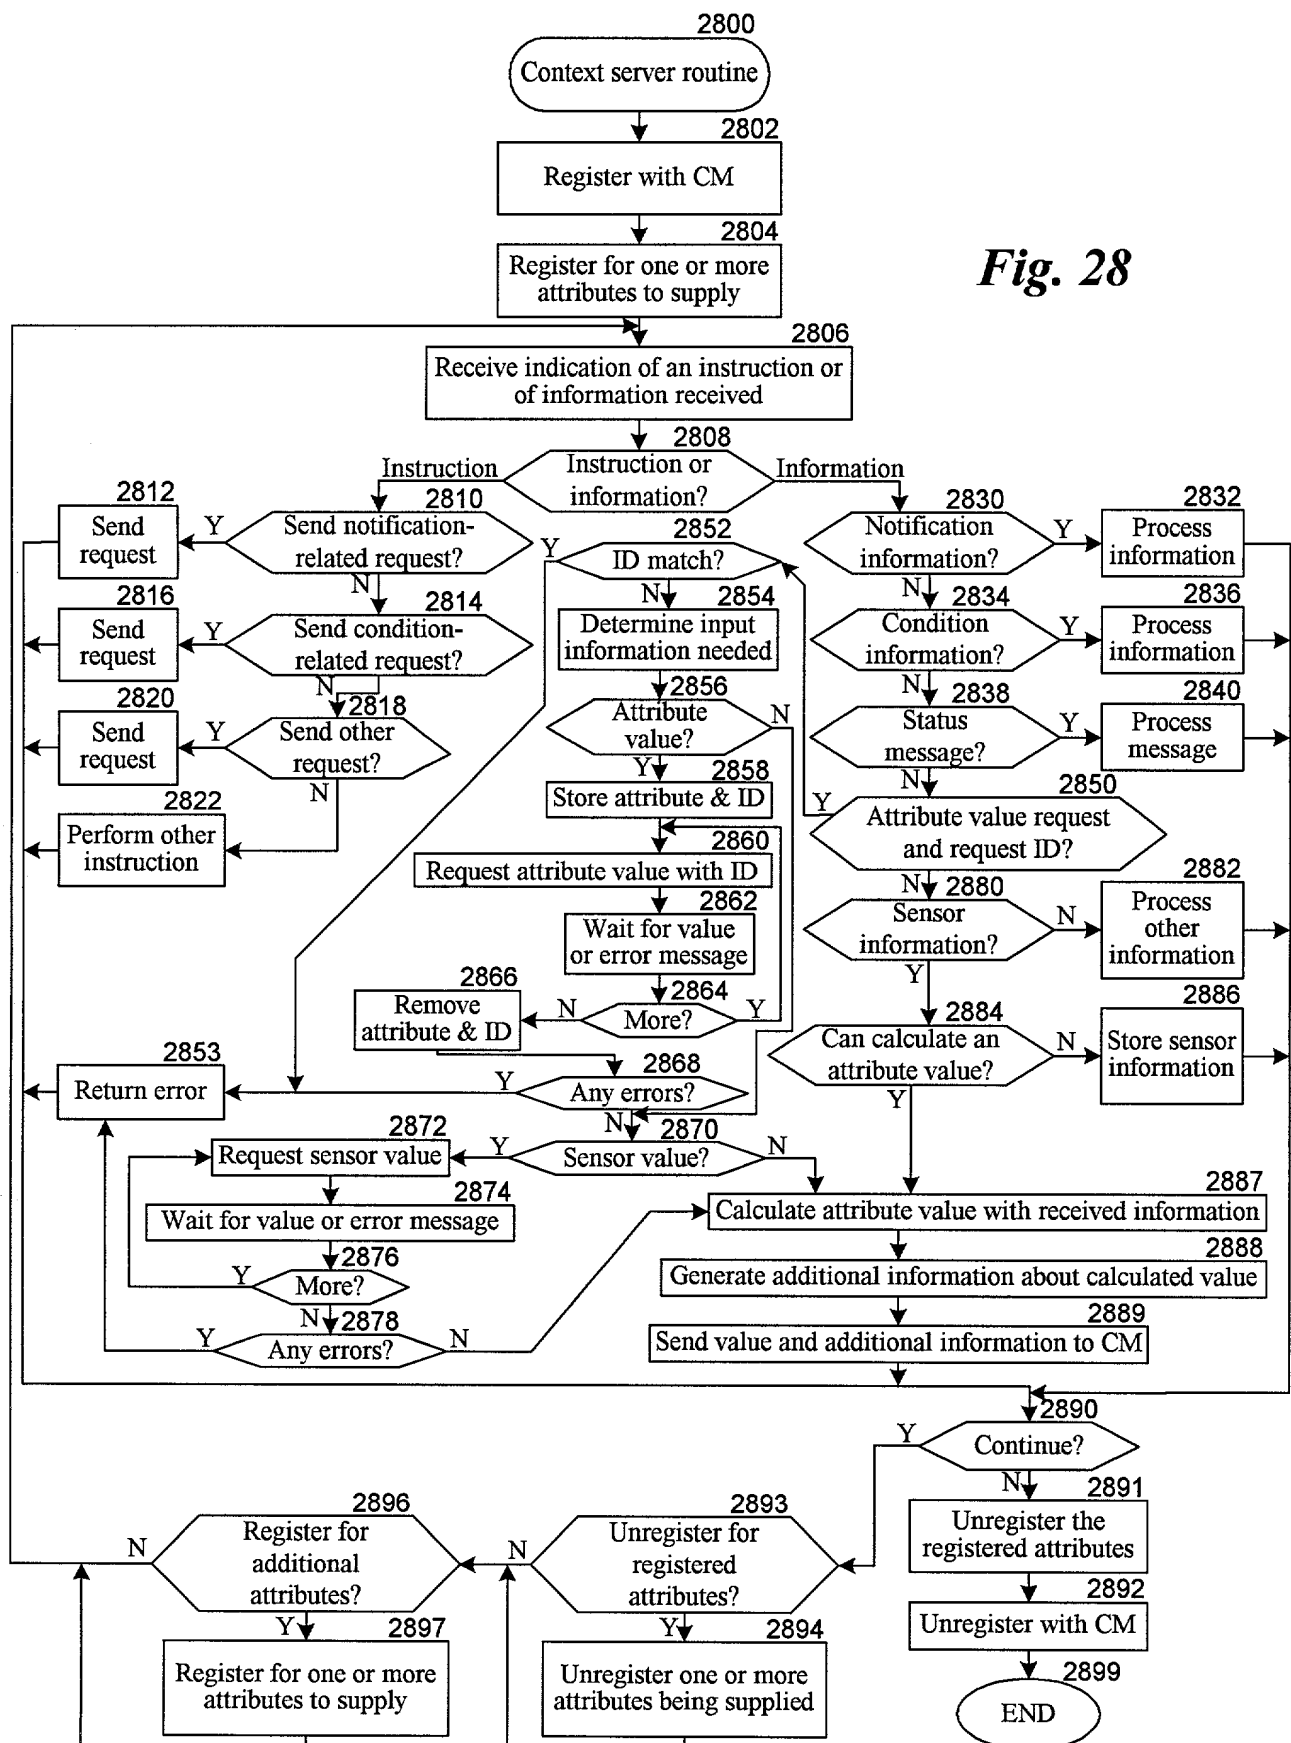 2800
Context server routine
2802
Register with CM
2804
Register for one or more
attributes to supply
Fig. 28
2806
Receive indication of an instruction or
of information received
2808
Instruction or
information?
Instruction
Information
2810
Send notification-
related request?
Y
N
2812
Send
request
2814
Send condition-
related request?
Y
N
2816
Send
request
2818
Send other
request?
Y
N
2820
Send
request
2822
Perform other
instruction
2830
Notification
information?
Y
N
2832
Process
information
2834
Condition
information?
Y
N
2836
Process
information
2838
Status
message?
Y
N
2840
Process
message
2850
Attribute value request
and request ID?
Y
N
2852
ID match?
Y
N
2854
Determine input
information needed
2856
Attribute
value?
N
Y
2858
Store attribute & ID
2860
Request attribute value with ID
2862
Wait for value
or error message
2864
More?
N
Y
2866
Remove
attribute & ID
2868
Any errors?
Y
N
2853
Return error
2870
Sensor value?
Y
N
2872
Request sensor value
2874
Wait for value or error message
2876
More?
Y
N
2878
Any errors?
Y
N
2880
Sensor
information?
N
Y
2882
Process
other
information
2884
Can calculate an
attribute value?
N
Y
2886
Store sensor
information
2887
Calculate attribute value with received information
2888
Generate additional information about calculated value
2889
Send value and additional information to CM
2890
Continue?
Y
N
2891
Unregister the
registered attributes
2892
Unregister with CM
2899
END
2893
Unregister for
registered
attributes?
N
Y
2894
Unregister one or more
attributes being supplied
2896
Register for
additional
attributes?
N
Y
2897
Register for one or more
attributes to supply